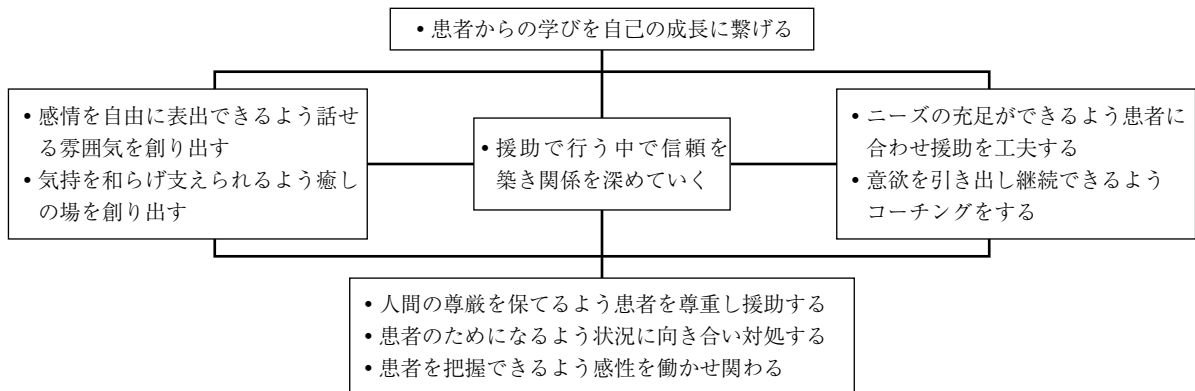 • 患者からの学びを自己の成長に繋げる
• 感情を自由に表出できるよう話せ
る雰囲気を創り出す
• 気持を和らげ支えられるよう癒し
の場を創り出す
• 援助で行う中で信頼を
築き関係を深めていく
• ニーズの充足ができるよう患者に
合わせ援助を工夫する
• 意欲を引き出し継続できるよう
コーチングをする
• 人間の尊厳を保てるよう患者を尊重し援助する
• 患者のためになるよう状況に向き合い対処する
• 患者を把握できるよう感性を働かせ関わる